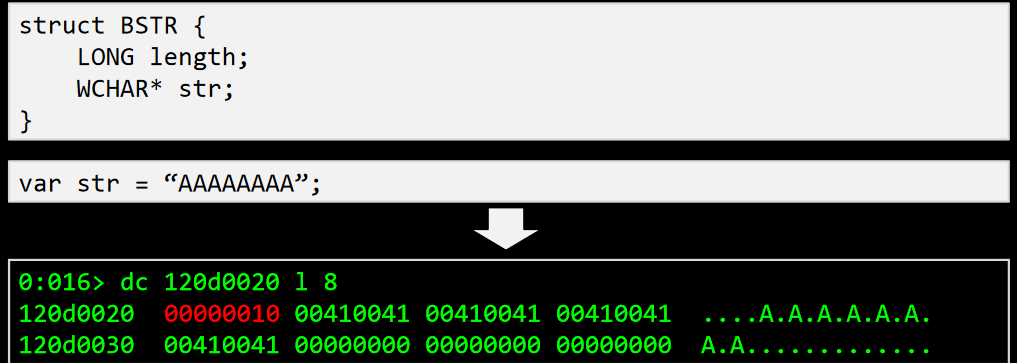 struct BSTR {
    LONG length;
    WCHAR* str;
}
var str = “AAAAAAAA”;
0:016> dc 120d0020 l 8
120d0020  00000010 00410041 00410041 00410041  ....A.A.A.A.A.A.
120d0030  00410041 00000000 00000000 00000000  A.A.............